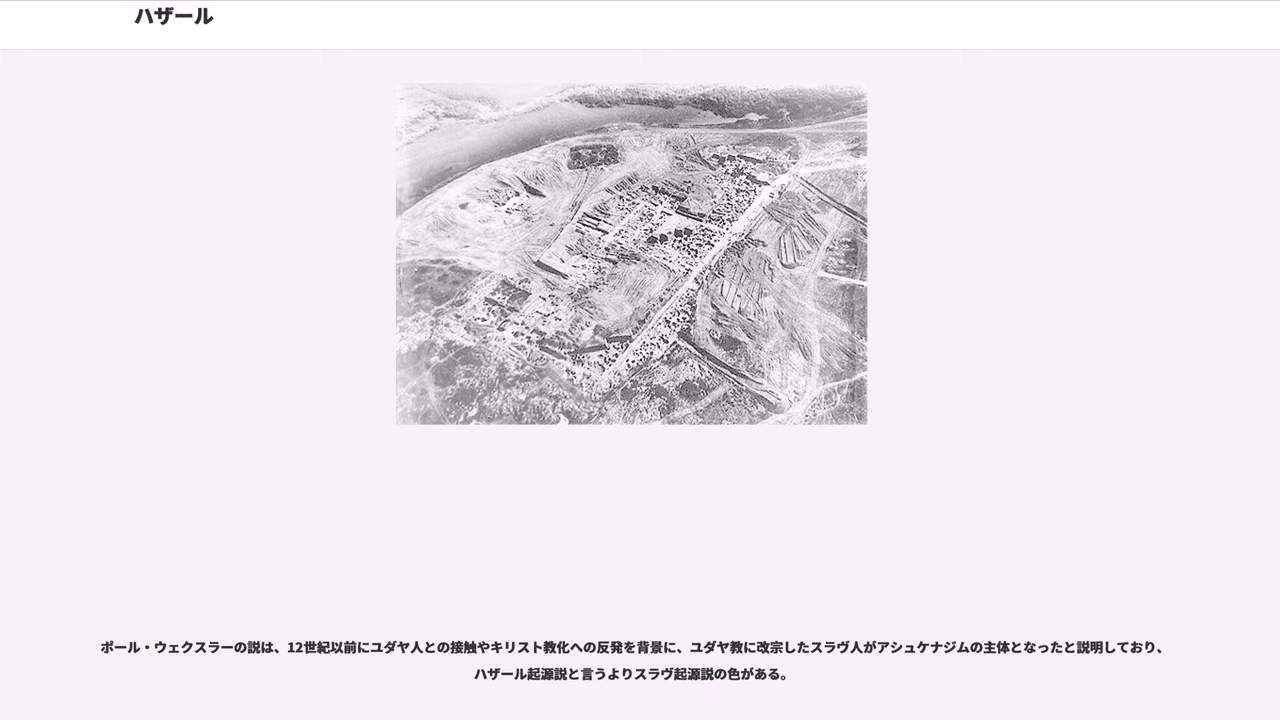 ハザール
ポール・ウェクスラーの説は、12世紀以前にユダヤ人との接触やキリスト教化への反発を背景に、ユダヤ教に改宗したスラヴ人がアシュケナジムの主体となったと説明しており、
ハザール起源説と言うよりスラヴ起源説の色がある。